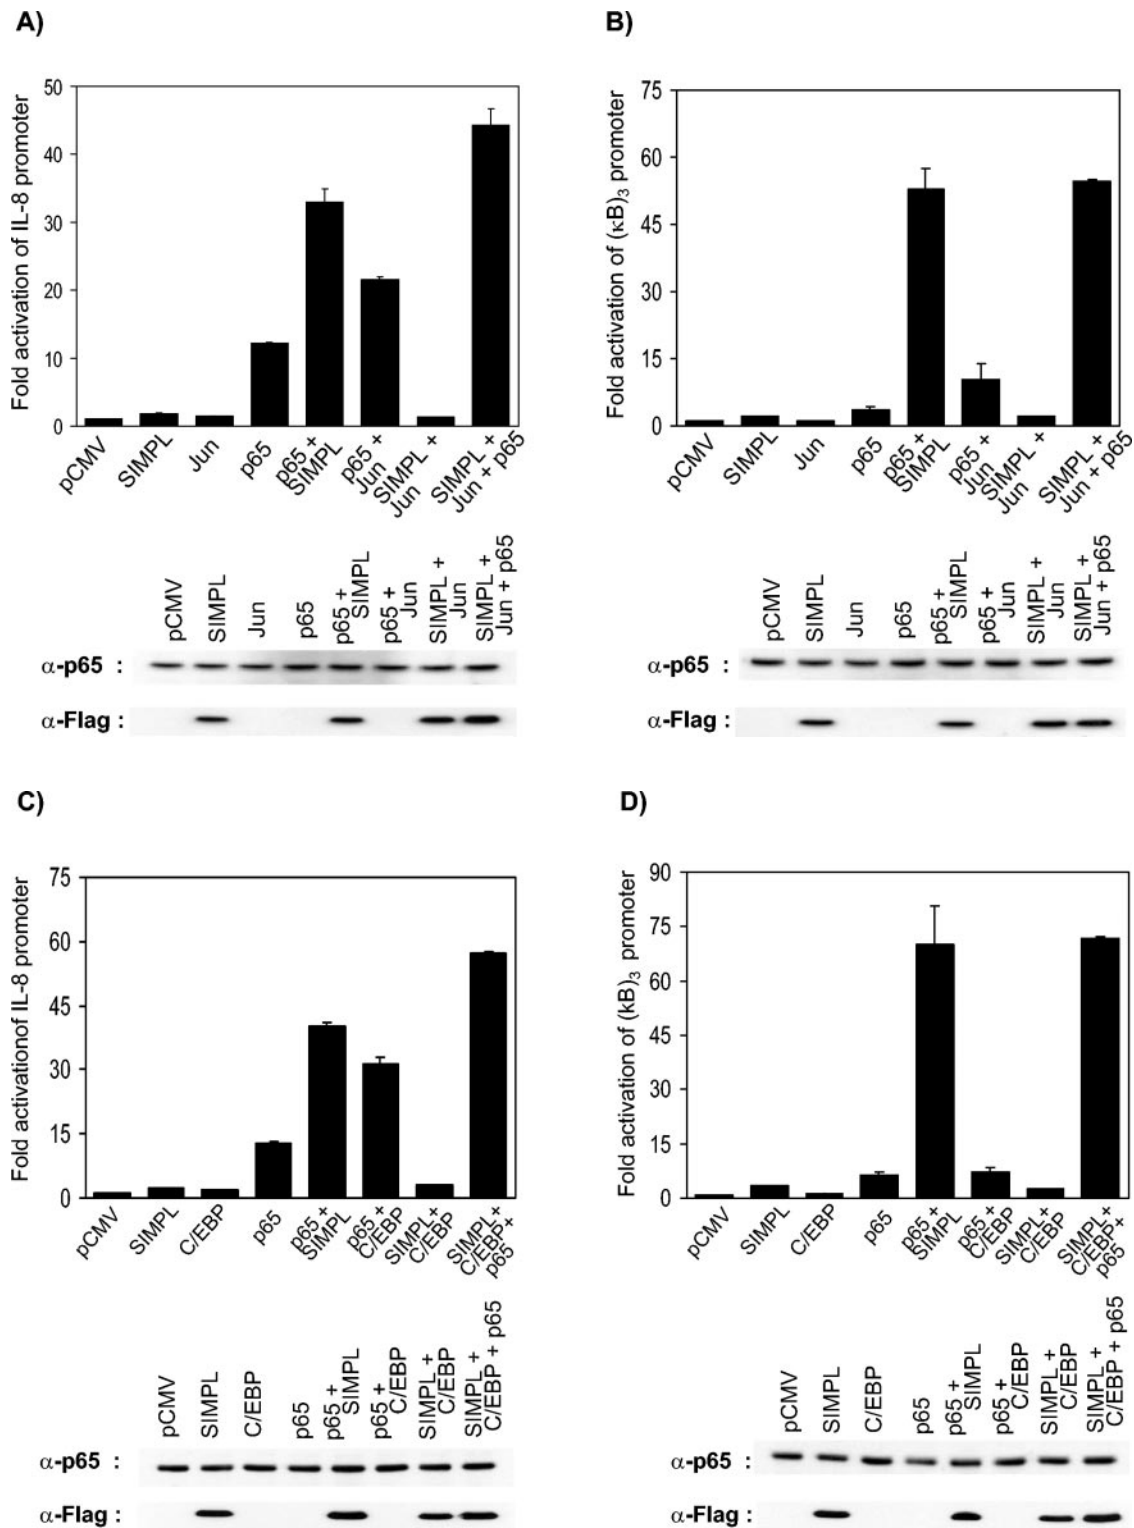 A)
Fold activation of IL-8 promoter
50
40
30
20
10
0
pCMV
SIMPL
Jun
p65
p65 +
SIMPL
p65 +
Jun
SIMPL +
Jun
SIMPL +
Jun + p65
pCMV
SIMPL
Jun
p65
p65 +
SIMPL
p65 +
Jun
SIMPL +
Jun
SIMPL +
Jun + p65
α-p65 :
α-Flag :
B)
Fold activation of (κB)3 promoter
75
60
45
30
15
0
pCMV
SIMPL
Jun
p65
p65 +
SIMPL
p65 +
Jun
SIMPL +
Jun
SIMPL +
Jun + p65
pCMV
SIMPL
Jun
p65
p65 +
SIMPL
p65 +
Jun
SIMPL +
Jun
SIMPL +
Jun + p65
α-p65 :
α-Flag :
C)
Fold activationof IL-8 promoter
75
60
45
30
15
0
pCMV
SIMPL
C/EBP
p65
p65 +
SIMPL
p65 +
C/EBP
SIMPL+
C/EBP
SIMPL+
C/EBP+
p65
pCMV
SIMPL
C/EBP
p65
p65 +
SIMPL
p65 +
C/EBP
SIMPL +
C/EBP
SIMPL +
C/EBP + p65
α-p65 :
α-Flag :
D)
Fold activation of (kB)3 promoter
90
75
60
45
30
15
0
pCMV
SIMPL
C/EBP
p65
p65 +
SIMPL
p65 +
C/EBP
SIMPL+
C/EBP
SIMPL+
C/EBP+
p65
pCMV
SIMPL
C/EBP
p65
p65 +
SIMPL
p65 +
C/EBP
SIMPL +
C/EBP
SIMPL +
C/EBP + p65
α-p65 :
α-Flag :